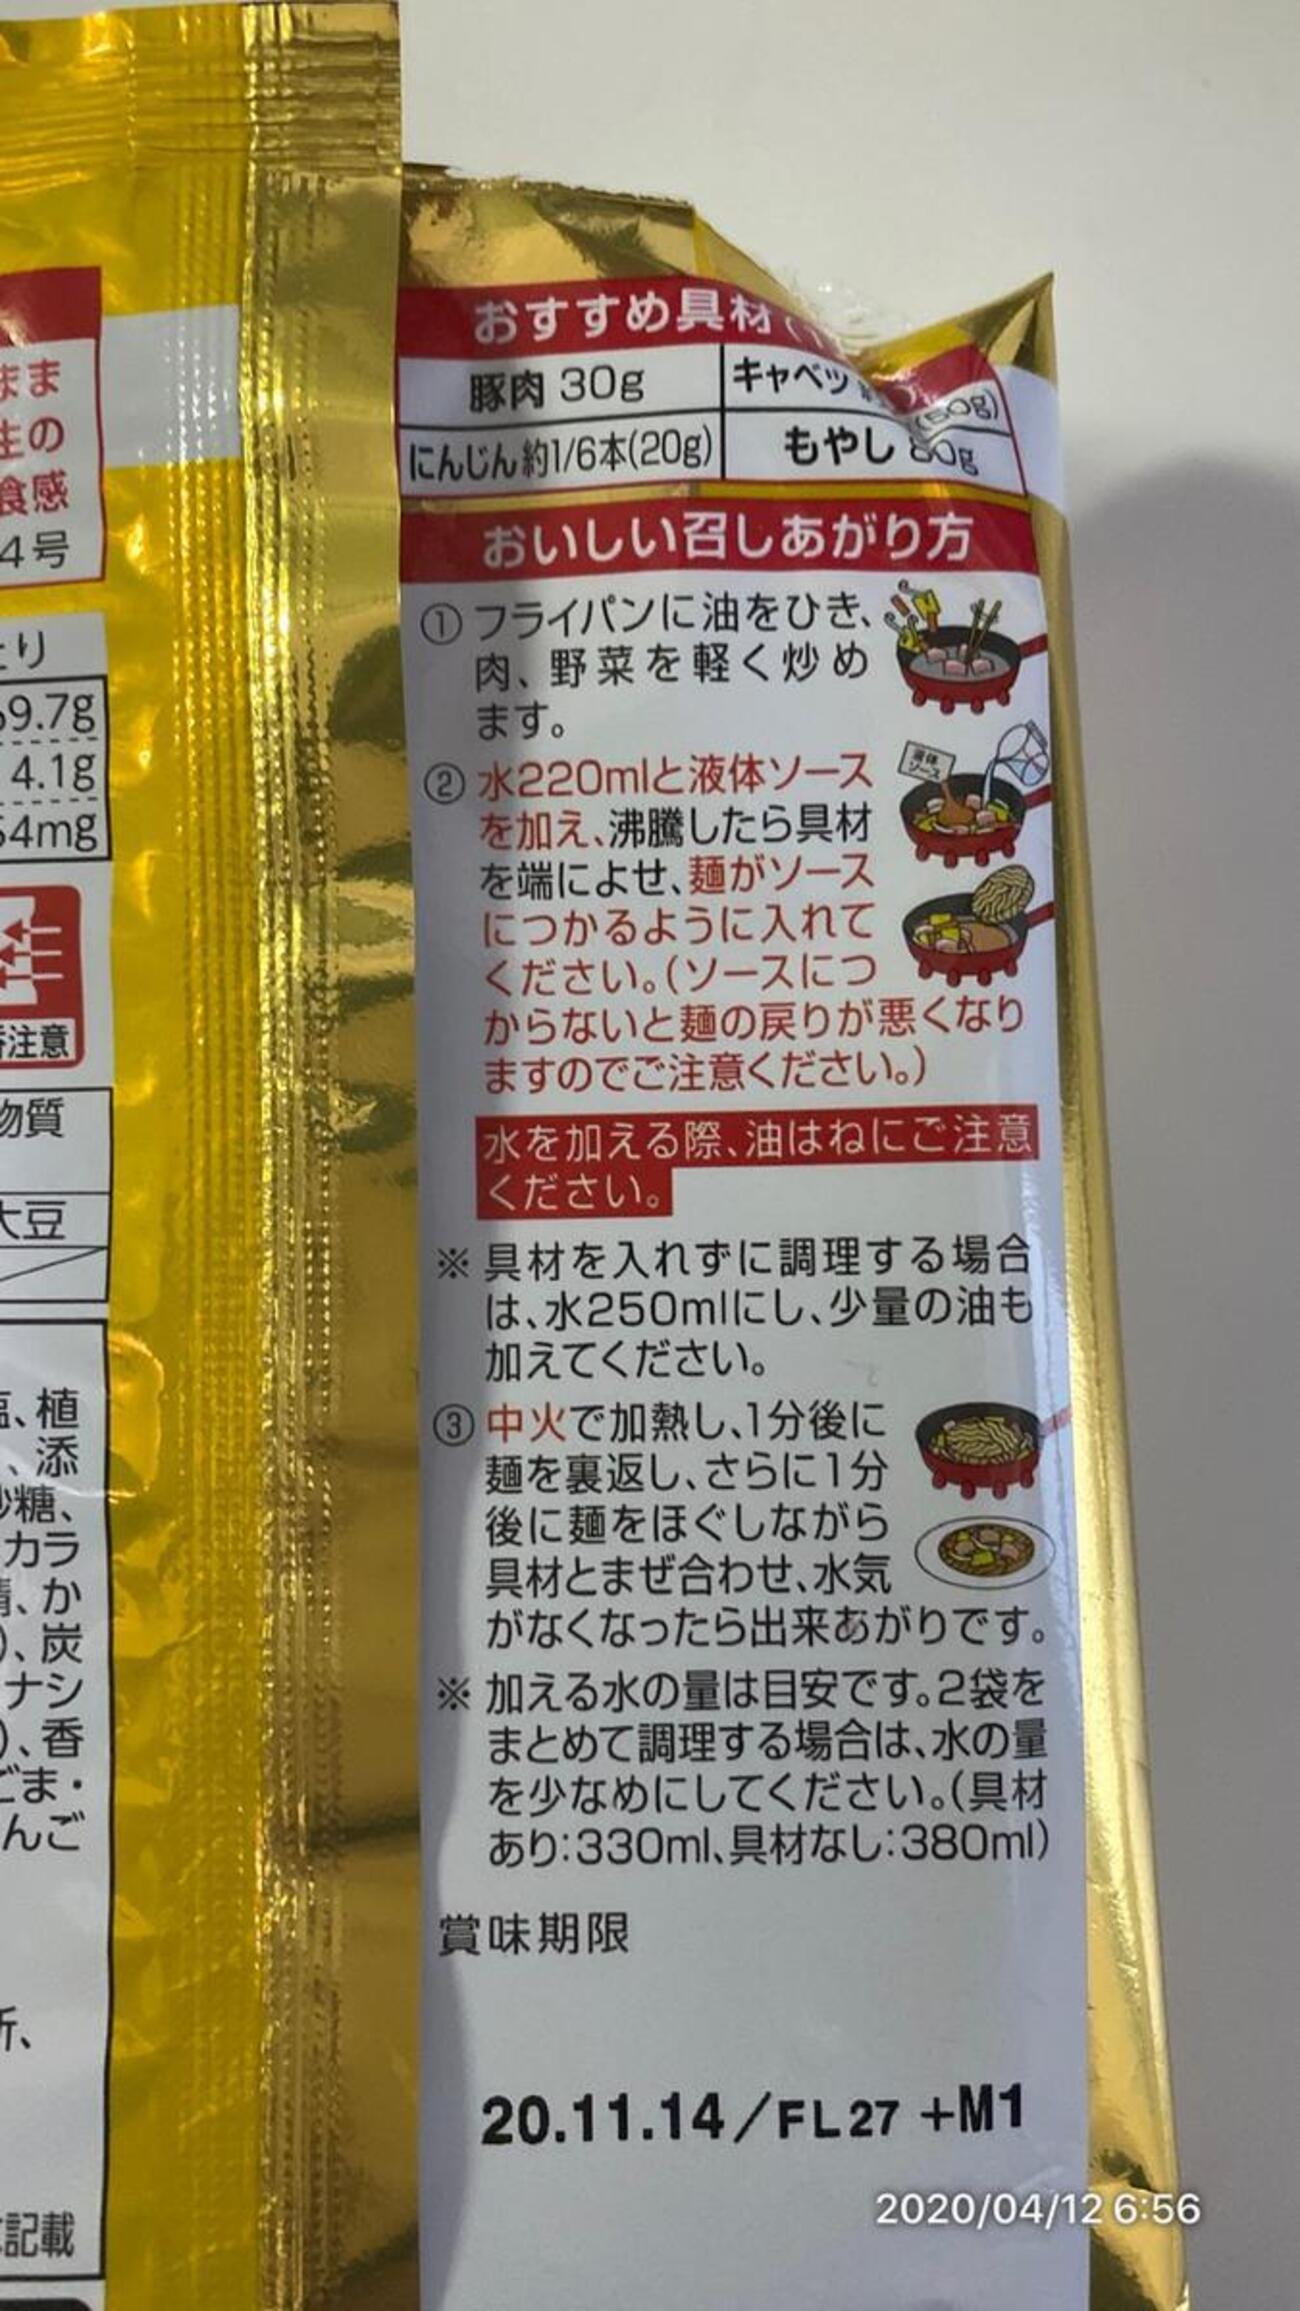 まま
生の
食感
4号
とり
69.7g
4.1g
54mg
注意
物質
大豆
塩、植
、添
砂糖、
カラ
、か
)、炭
ナシ
)、香
ごま・
んご
所、
記載
おすすめ具材
豚肉 30g
キャベツ
(50g)
にんじん約1/6本(20g)
もやし 80g
おいしい召しあがり方
① フライパンに油をひき、
肉、野菜を軽く炒め
ます。
② 水220mlと液体ソース
を加え、沸騰したら具材
を端によせ、麺がソース
につかるように入れて
ください。(ソースにつ
からないと麺の戻りが悪くなり
ますのでご注意ください。)
液体
ソース
水を加える際、油はねにご注意
ください。
※ 具材を入れずに調理する場合
は、水250mlにし、少量の油も
加えてください。
③ 中火で加熱し、1分後に
麺を裏返し、さらに1分
後に麺をほぐしながら
具材とまぜ合わせ、水気
がなくなったら出来あがりです。
※ 加える水の量は目安です。2袋を
まとめて調理する場合は、水の量
を少なめにしてください。(具材
あり:330ml、具材なし:380ml)
賞味期限
20.11.14/FL27 +M1
2020/04/12 6:56